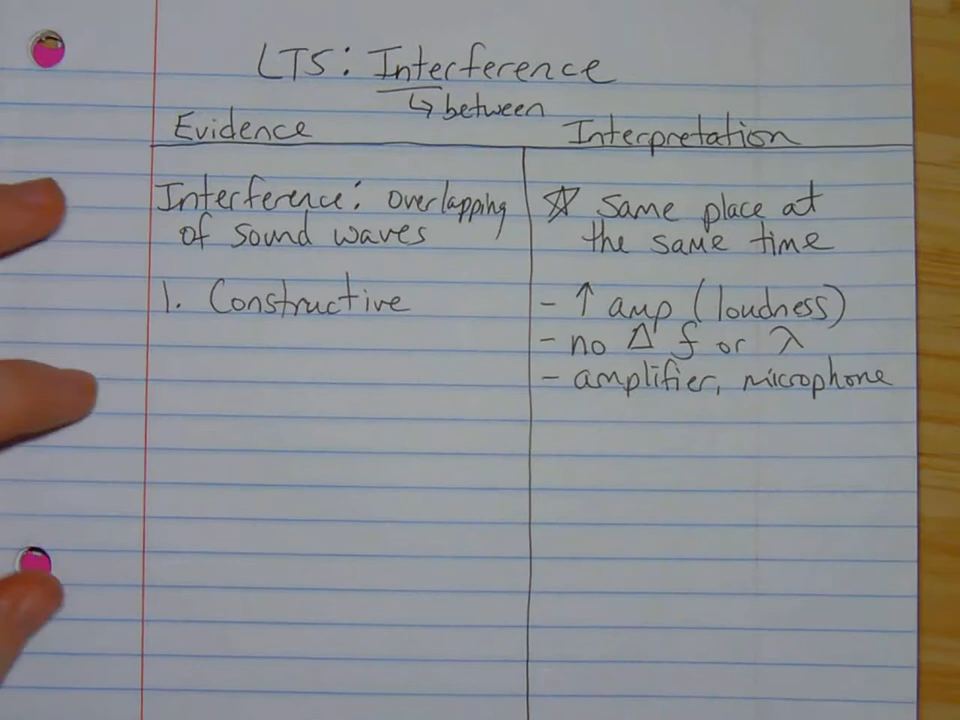 LTS: Interference
↳ between
Evidence
Interpretation
Interference: overlapping
of sound waves
☆ Same place at
the same time
1. Constructive
- ↑ amp (loudness)
- no Δ f or λ
- amplifier, microphone